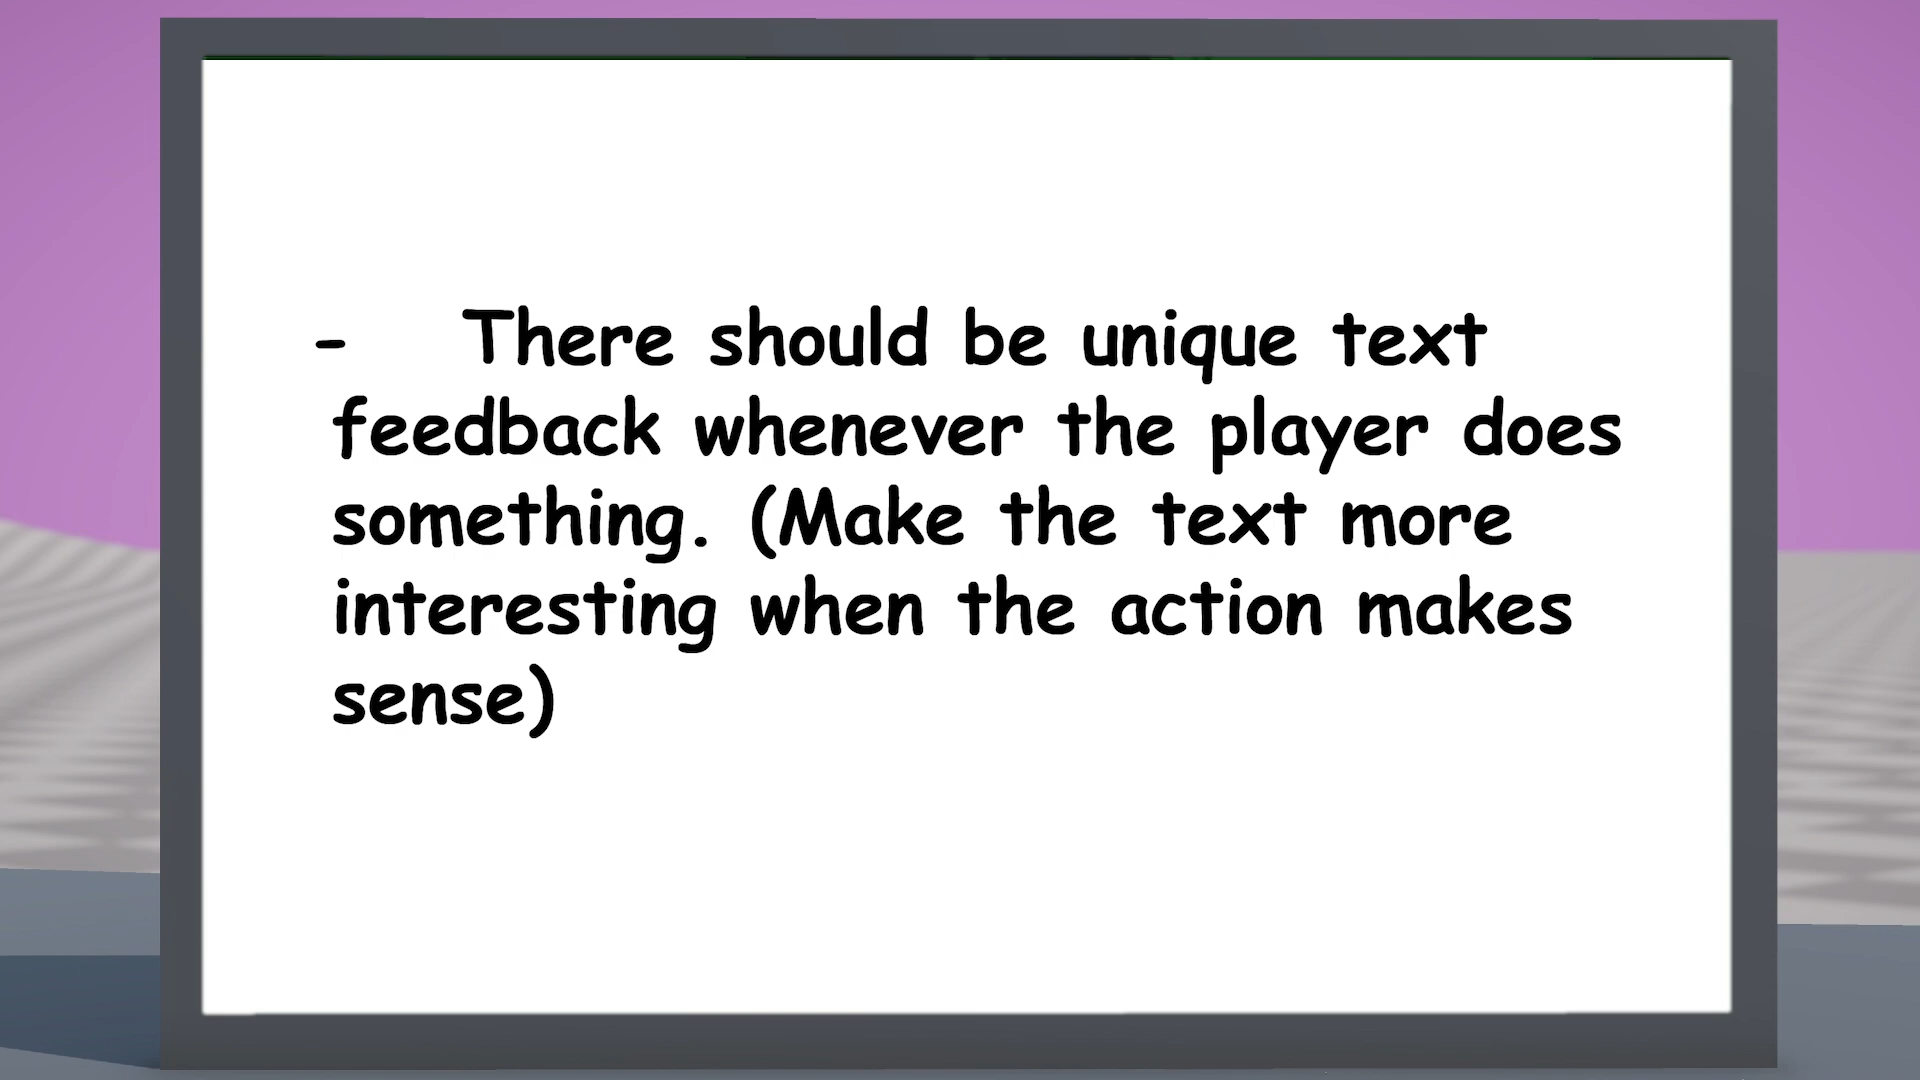 - There should be unique text
feedback whenever the player does
something. (Make the text more
interesting when the action makes
sense)